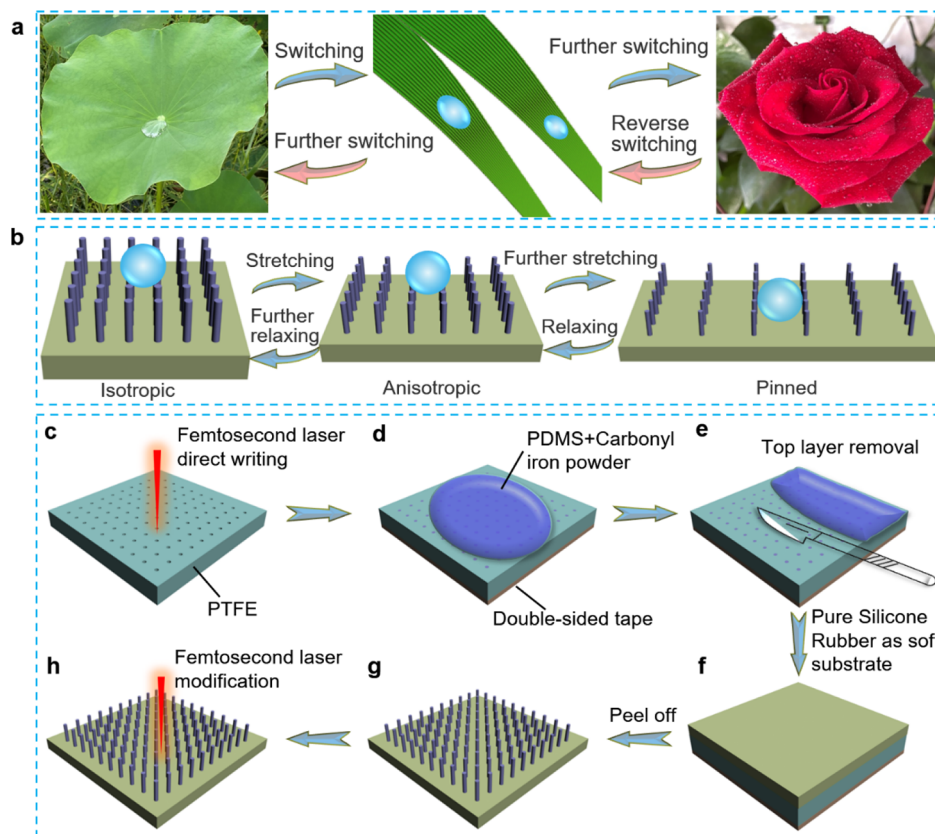 a
Switching
Further switching
Further switching
Reverse
switching
b
Stretching
Further stretching
Further
relaxing
Relaxing
Isotropic
Anisotropic
Pinned
c
Femtosecond laser
direct writing
PTFE
d
PDMS+Carbonyl
iron powder
Double-sided tape
e
Top layer removal
Pure Silicone
Rubber as sof
substrate
h
Femtosecond laser
modification
g
Peel off
f